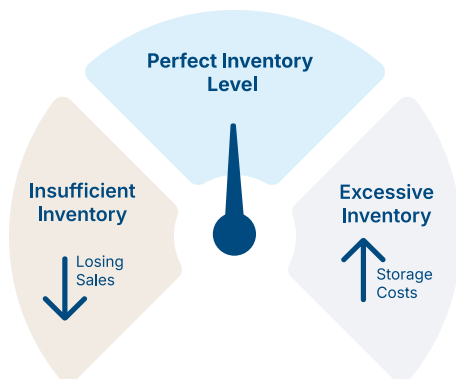 Perfect Inventory
Level
Insufficient
Inventory
Losing
Sales
Excessive
Inventory
Storage
Costs